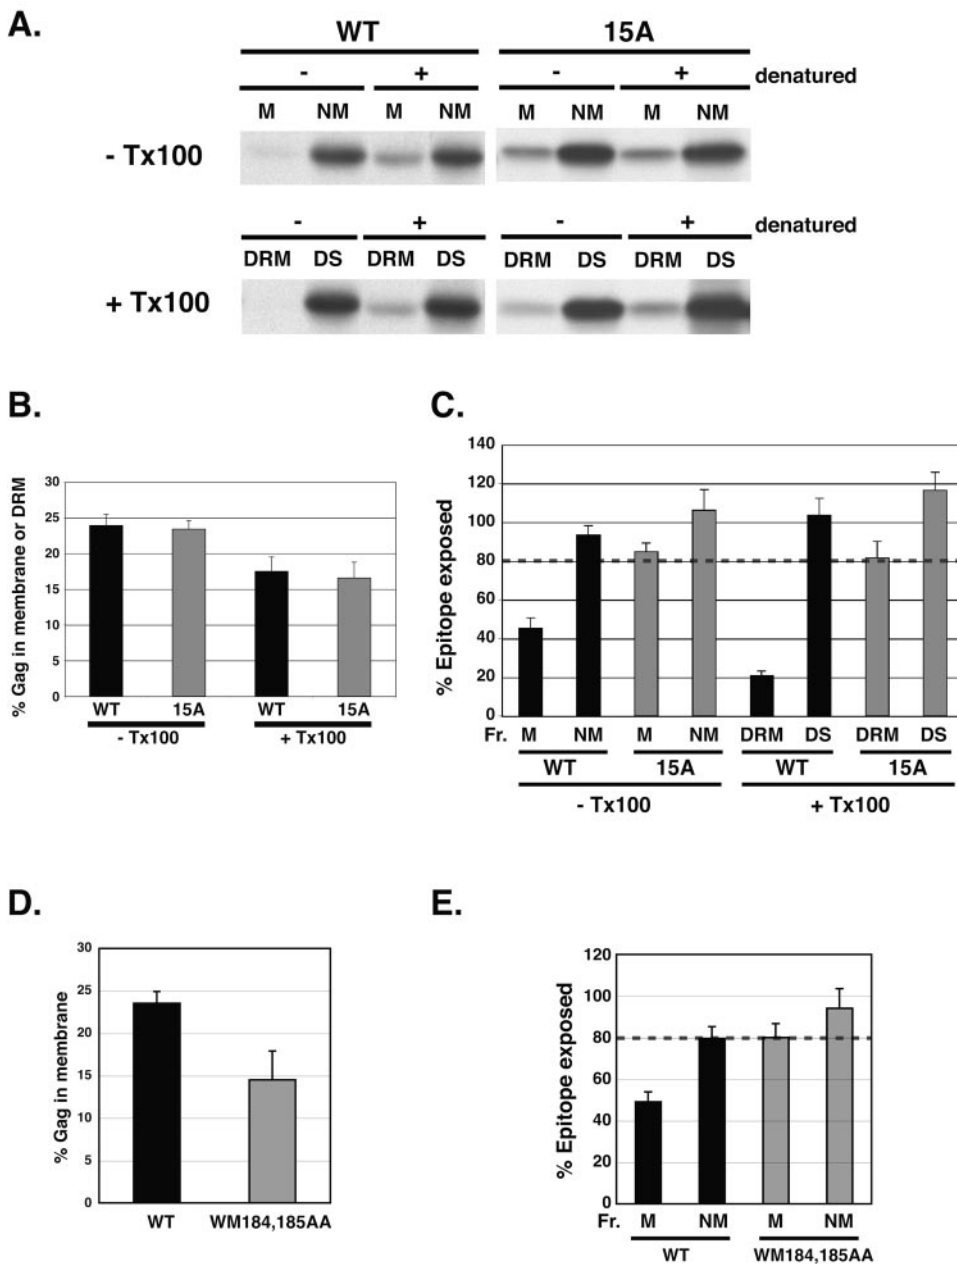 A.
WT 15A
- + - + denatured
M NM M NM M NM M NM
- Tx100
- + - + denatured
DRM DS DRM DS DRM DS DRM DS
+ Tx100
B.
% Gag in membrane or DRM
30
25
20
15
10
5
0
WT 15A WT 15A
- Tx100 + Tx100
C.
% Epitope exposed
140
120
100
80
60
40
20
0
Fr. M NM M NM DRM DS DRM DS
WT 15A WT 15A
- Tx100 + Tx100
D.
% Gag in membrane
30
25
20
15
10
5
0
WT WM184,185AA
E.
% Epitope exposed
120
100
80
60
40
20
0
Fr. M NM M NM
WT WM184,185AA